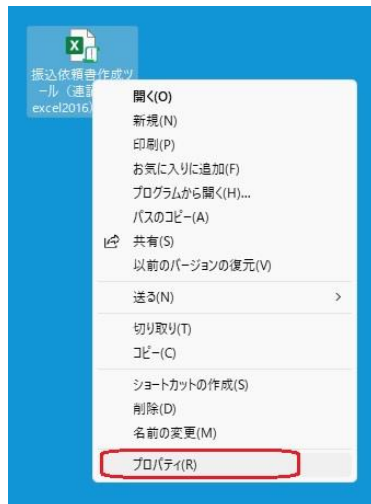 振込依頼書作成ツ
ール（連
excel2016)
開く(O)
新規(N)
印刷(P)
お気に入りに追加(F)
プログラムから開く(H)...
パスのコピー(A)
共有(S)
以前のバージョンの復元(V)
送る(N)
切り取り(T)
コピー(C)
ショートカットの作成(S)
削除(D)
名前の変更(M)
プロパティ(R)